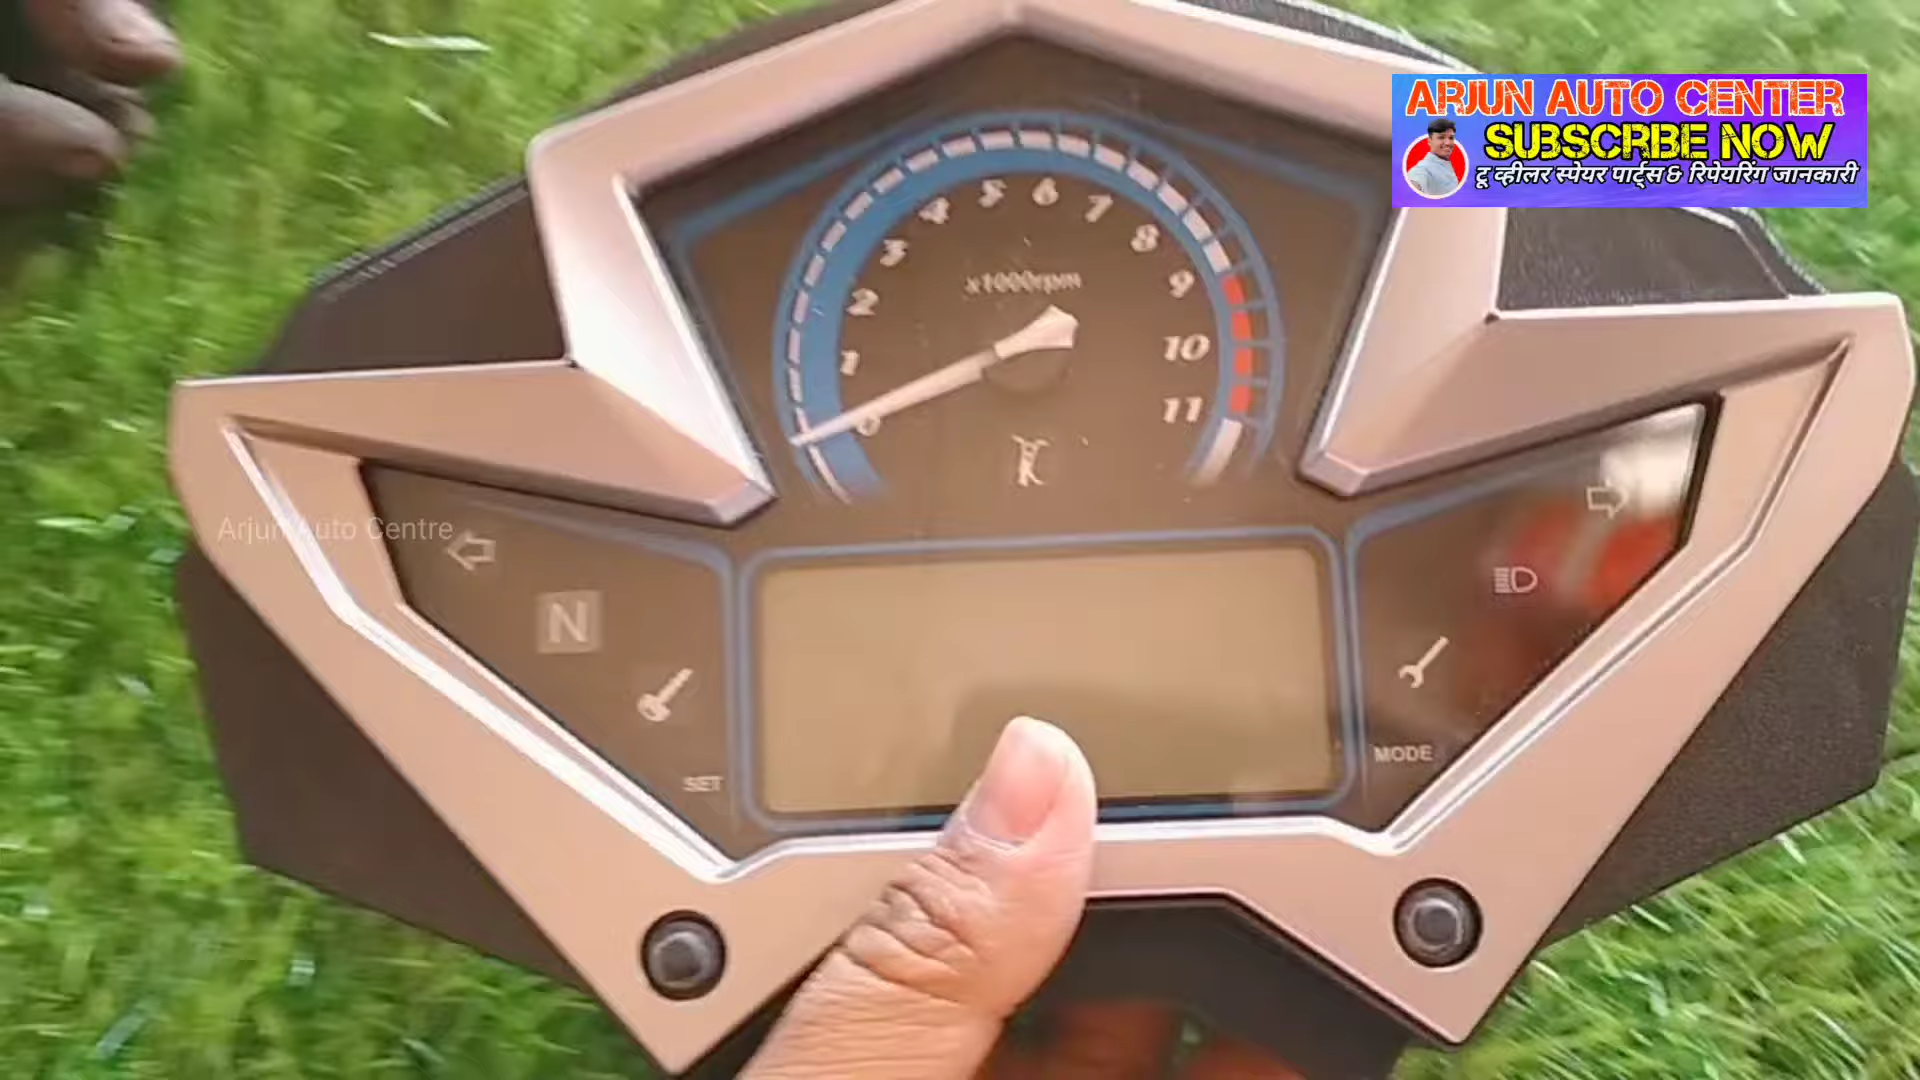 ARJUN AUTO CENTER
SUBSCRBE NOW
टू व्हीलर स्पेयर पार्ट्स & रिपेयरिंग जानकारी
0 1 2 3 4 5 6 7 8 9 10 11
x1000rpm
Arjun Auto Centre
N
SET
MODE